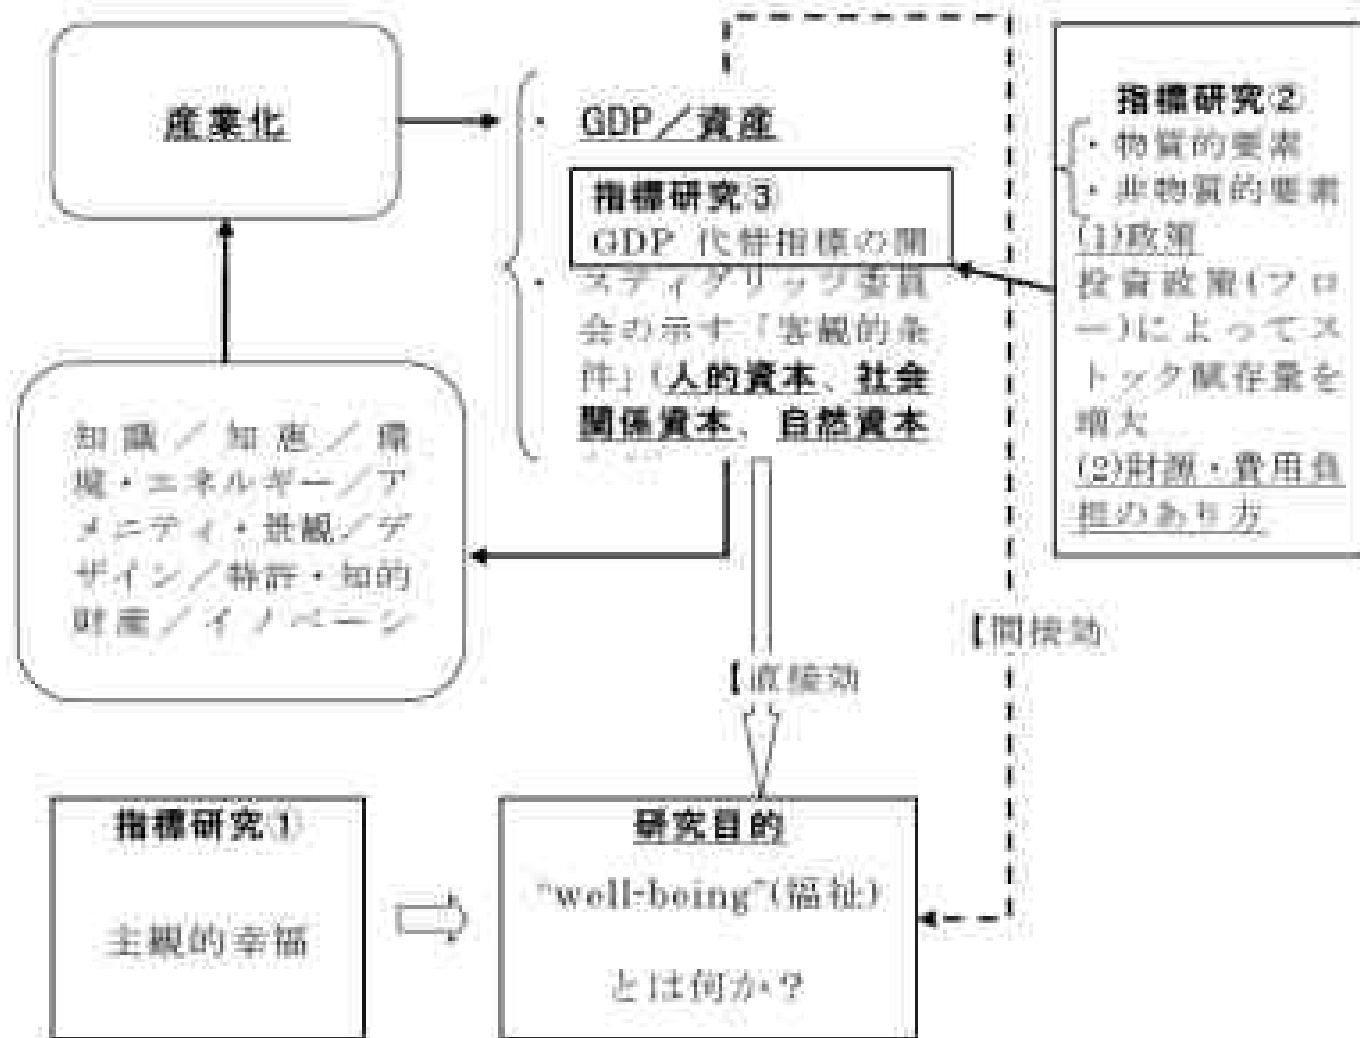 産業化
・ GDP／資産
指標研究③
GDP 代替指標の開
・ スティグリッツ委員
会の示す「客観的条
件」(人的資本、社会
関係資本、自然資本
指標研究②
・物質的要素
・非物質的要素
(1)政策
投資政策(フロ
ー)によってス
トック賦存量を
増大
(2)財源・費用負
担のあり方
知識／知恵／環
境・エネルギー／ア
メニティ・景観／デ
ザイン／特許・知的
財産／イノベーシ
【間接効
【直接効
指標研究①
主観的幸福
研究目的
“well-being”(福祉)
とは何か？